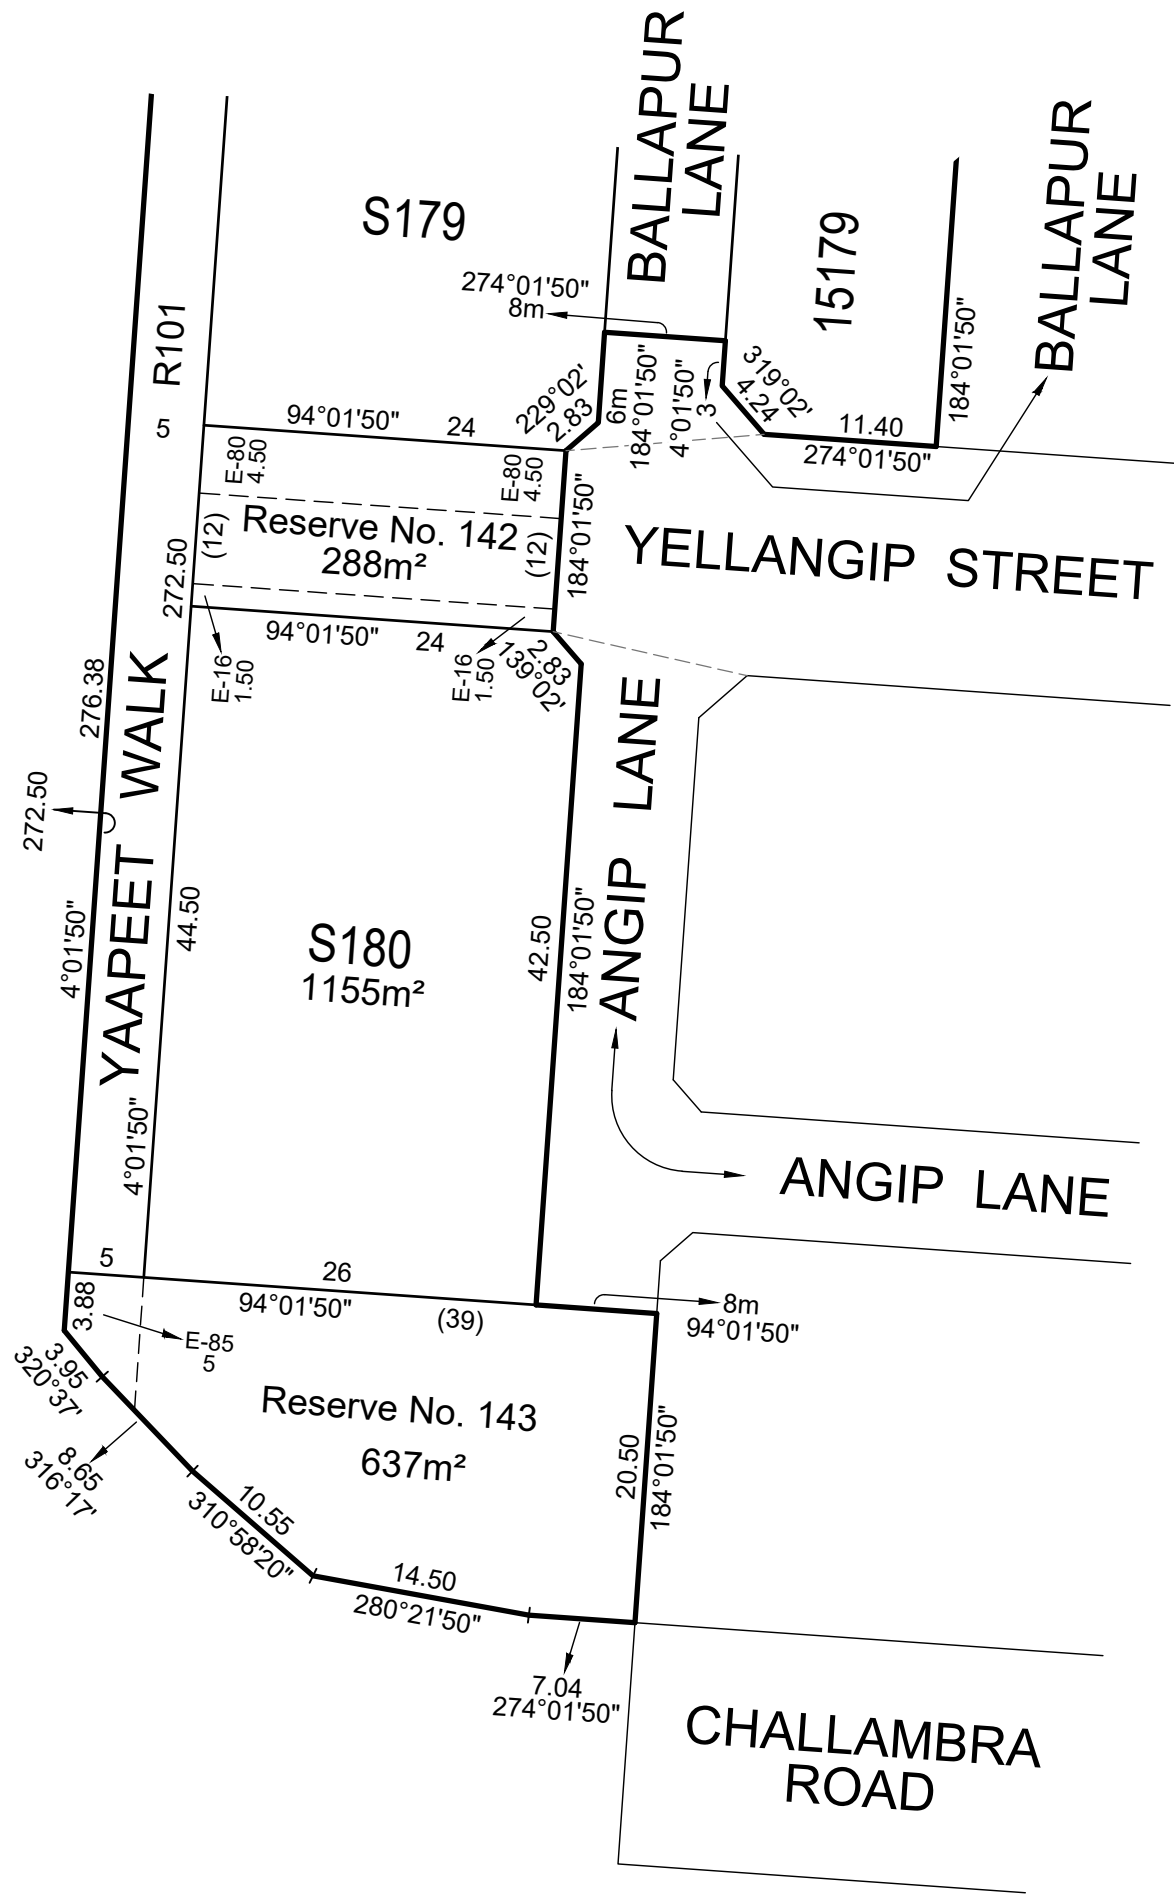 BALLAPUR
LANE
BALLAPUR
LANE
S179
15179
R101
274°01'50"
8m
229°02'
2.83
6m
184°01'50"
4°01'50"
3
319°02'
4.24
11.40
274°01'50"
184°01'50"
5
94°01'50"
24
E-80
4.50
E-80
4.50
Reserve No. 142
288m²
(12)
(12)
184°01'50"
272.50
YELLANGIP STREET
94°01'50"
24
E-16
1.50
E-16
1.50
2.83
139°02'
276.38
272.50
YAAPEET WALK
4°01'50"
44.50
4°01'50"
S180
1155m²
42.50
184°01'50"
ANGIP LANE
ANGIP LANE
5
26
94°01'50"
(39)
8m
94°01'50"
3.88
E-85
5
3.95
320°37'
8.65
316°17'
Reserve No. 143
637m²
20.50
184°01'50"
10.55
310°58'20"
14.50
280°21'50"
7.04
274°01'50"
CHALLAMBRA
ROAD